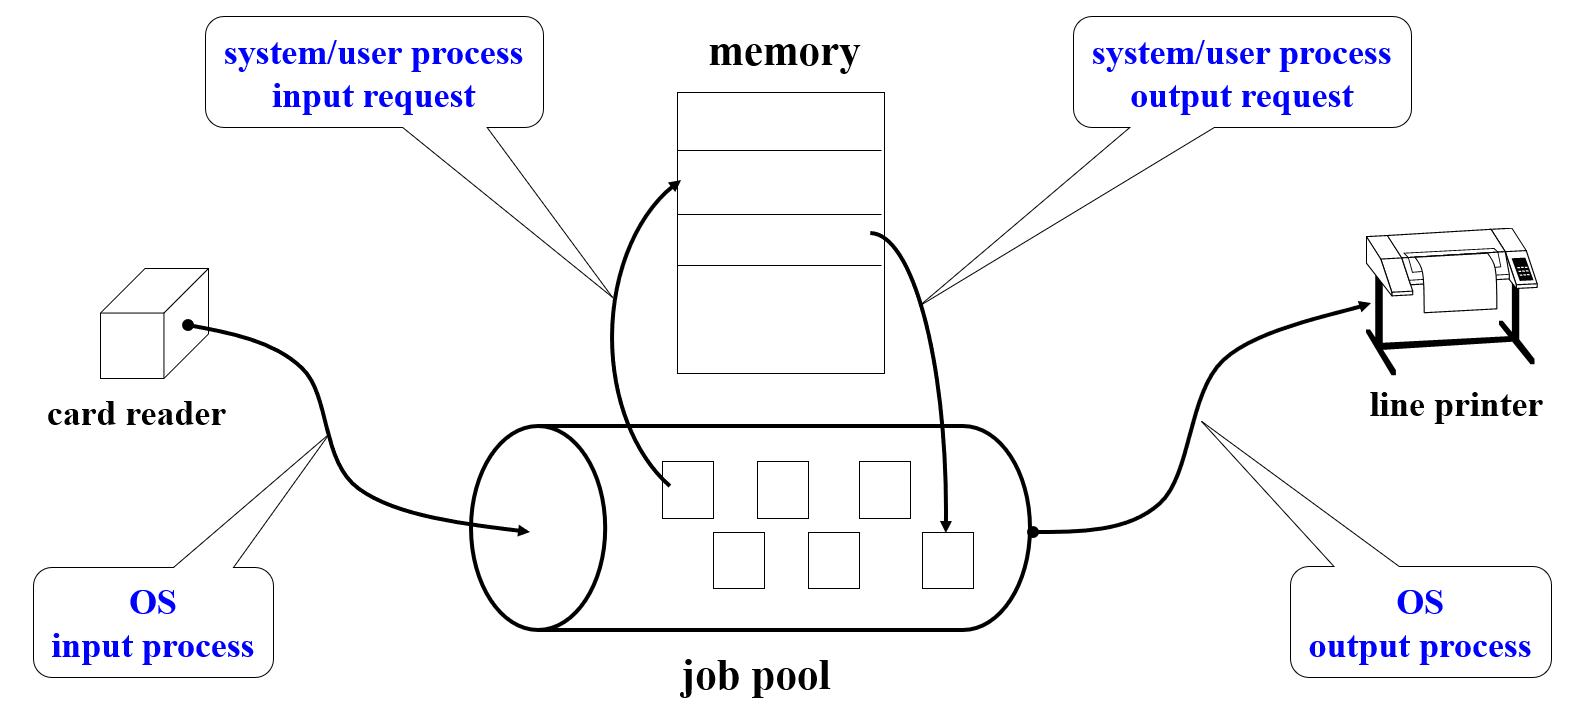 system/user process
input request
memory
system/user process
output request
card reader
line printer
OS
input process
job pool
OS
output process